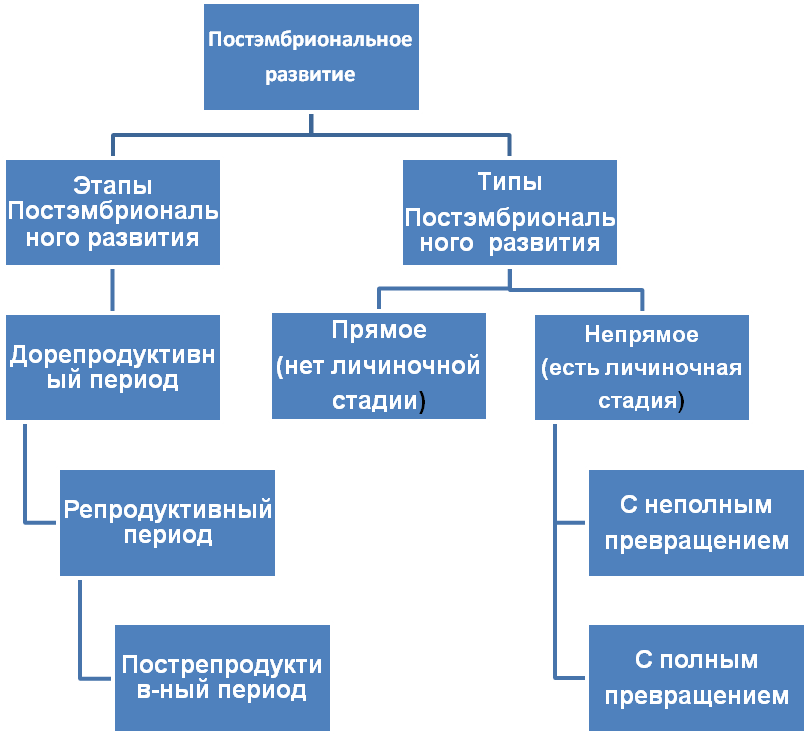 Постэмбриональное
развитие
Этапы
Постэмбриональ
ного развития
Типы
Постэмбриональ
ного развития
Дорепродуктивн
ый период
Прямое
(нет личиночной
стадии)
Непрямое
(есть личиночная
стадия)
Репродуктивный
период
С неполным
превращением
Пострепродукти
в-ный период
С полным
превращением